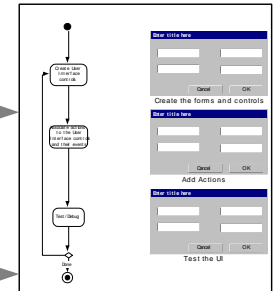 Create User
Interface
controls
Associate actions
to the User
Interface controls
and their events
Test/Debug
Done
Enter title here
Cancel OK
Create the forms and controls
Enter title here
Cancel OK
Add Actions
Enter title here
Cancel OK
Test the UI